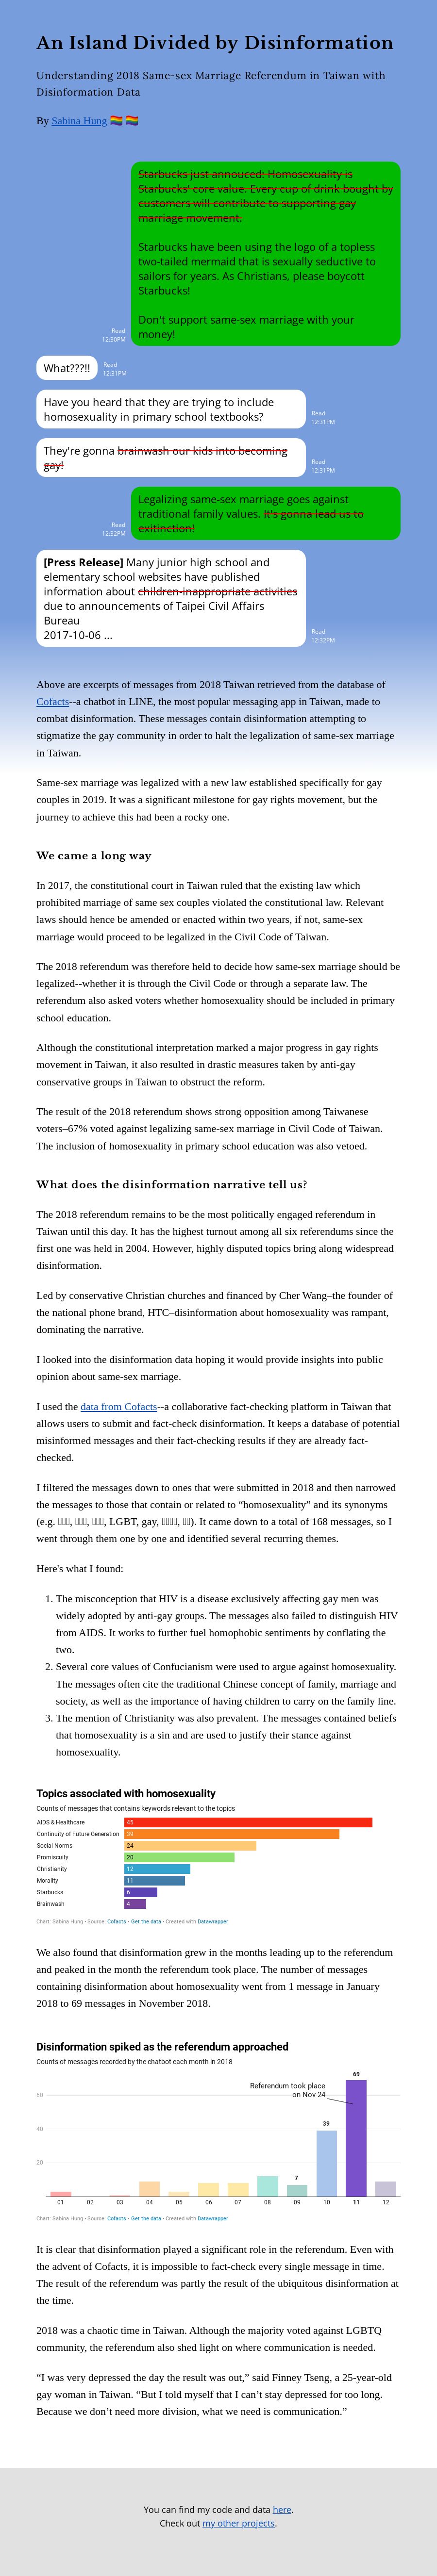 An Island Divided by Disinformation
Understanding 2018 Same-sex Marriage Referendum in Taiwan with
Disinformation Data
By Sabina Hung 🏳️‍🌈 🏳️‍🌈
Starbucks just annouced: Homosexuality is
Starbucks' core value. Every cup of drink bought by
customers will contribute to supporting gay
marriage movement.
Starbucks have been using the logo of a topless
two-tailed mermaid that is sexually seductive to
sailors for years. As Christians, please boycott
Starbucks!
Don't support same-sex marriage with your
money!
Read
12:30PM
What???!!
Read
12:31PM
Have you heard that they are trying to include
homosexuality in primary school textbooks?
Read
12:31PM
They're gonna brainwash our kids into becoming
gay!
Read
12:31PM
Legalizing same-sex marriage goes against
traditional family values. It's gonna lead us to
exitinction!
Read
12:32PM
[Press Release] Many junior high school and
elementary school websites have published
information about children-inappropriate activities
due to announcements of Taipei Civil Affairs
Bureau
2017-10-06 ...
Read
12:32PM
Above are excerpts of messages from 2018 Taiwan retrieved from the database of
Cofacts--a chatbot in LINE, the most popular messaging app in Taiwan, made to
combat disinformation. These messages contain disinformation attempting to
stigmatize the gay community in order to halt the legalization of same-sex marriage
in Taiwan.
Same-sex marriage was legalized with a new law established specifically for gay
couples in 2019. It was a significant milestone for gay rights movement, but the
journey to achieve this had been a rocky one.
We came a long way
In 2017, the constitutional court in Taiwan ruled that the existing law which
prohibited marriage of same sex couples violated the constitutional law. Relevant
laws should hence be amended or enacted within two years, if not, same-sex
marriage would proceed to be legalized in the Civil Code of Taiwan.
The 2018 referendum was therefore held to decide how same-sex marriage should be
legalized--whether it is through the Civil Code or through a separate law. The
referendum also asked voters whether homosexuality should be included in primary
school education.
Although the constitutional interpretation marked a major progress in gay rights
movement in Taiwan, it also resulted in drastic measures taken by anti-gay
conservative groups in Taiwan to obstruct the reform.
The result of the 2018 referendum shows strong opposition among Taiwanese
voters–67% voted against legalizing same-sex marriage in Civil Code of Taiwan.
The inclusion of homosexuality in primary school education was also vetoed.
What does the disinformation narrative tell us?
The 2018 referendum remains to be the most politically engaged referendum in
Taiwan until this day. It has the highest turnout among all six referendums since the
first one was held in 2004. However, highly disputed topics bring along widespread
disinformation.
Led by conservative Christian churches and financed by Cher Wang–the founder of
the national phone brand, HTC–disinformation about homosexuality was rampant,
dominating the narrative.
I looked into the disinformation data hoping it would provide insights into public
opinion about same-sex marriage.
I used the data from Cofacts--a collaborative fact-checking platform in Taiwan that
allows users to submit and fact-check disinformation. It keeps a database of potential
misinformed messages and their fact-checking results if they are already fact-
checked.
I filtered the messages down to ones that were submitted in 2018 and then narrowed
the messages to those that contain or related to “homosexuality” and its synonyms
(e.g. , , , LGBT, gay, , ). It came down to a total of 168 messages, so I
went through them one by one and identified several recurring themes.
Here's what I found:
1. The misconception that HIV is a disease exclusively affecting gay men was
widely adopted by anti-gay groups. The messages also failed to distinguish HIV
from AIDS. It works to further fuel homophobic sentiments by conflating the
two.
2. Several core values of Confucianism were used to argue against homosexuality.
The messages often cite the traditional Chinese concept of family, marriage and
society, as well as the importance of having children to carry on the family line.
3. The mention of Christianity was also prevalent. The messages contained beliefs
that homosexuality is a sin and are used to justify their stance against
homosexuality.
Topics associated with homosexuality
Counts of messages that contains keywords relevant to the topics
AIDS & Healthcare 45
Continuity of Future Generation 39
Social Norms 24
Promiscuity 20
Christianity 12
Morality 11
Starbucks 6
Brainwash 4
Chart: Sabina Hung • Source: Cofacts • Get the data • Created with Datawrapper
We also found that disinformation grew in the months leading up to the referendum
and peaked in the month the referendum took place. The number of messages
containing disinformation about homosexuality went from 1 message in January
2018 to 69 messages in November 2018.
Disinformation spiked as the referendum approached
Counts of messages recorded by the chatbot each month in 2018
69
Referendum took place
on Nov 24
60
40
39
20
7
01 02 03 04 05 06 07 08 09 10 11 12
Chart: Sabina Hung • Source: Cofacts • Get the data • Created with Datawrapper
It is clear that disinformation played a significant role in the referendum. Even with
the advent of Cofacts, it is impossible to fact-check every single message in time.
The result of the referendum was partly the result of the ubiquitous disinformation at
the time.
2018 was a chaotic time in Taiwan. Although the majority voted against LGBTQ
community, the referendum also shed light on where communication is needed.
“I was very depressed the day the result was out,” said Finney Tseng, a 25-year-old
gay woman in Taiwan. “But I told myself that I can’t stay depressed for too long.
Because we don’t need more division, what we need is communication.”
You can find my code and data here.
Check out my other projects.